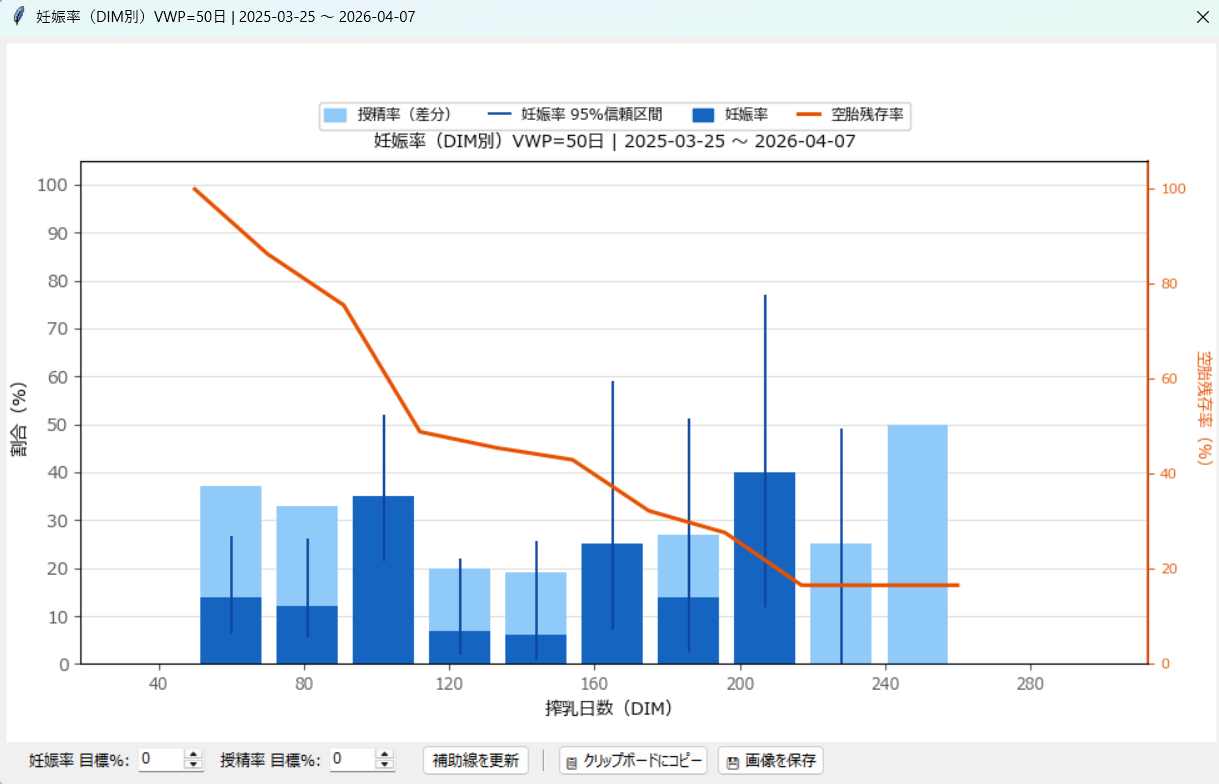 妊娠率（DIM別）VWP=50日 | 2025-03-25 ～ 2026-04-07
授精率（差分） 妊娠率 95%信頼区間 妊娠率 空胎残存率
妊娠率（DIM別）VWP=50日 | 2025-03-25 ～ 2026-04-07
割合（%）
100
90
80
70
60
50
40
30
20
10
0
100
80
60
40
20
0
空胎残存率（%）
40 80 120 160 200 240 280
搾乳日数（DIM）
妊娠率 目標%: 0 授精率 目標%: 0 補助線を更新 クリップボードにコピー 画像を保存